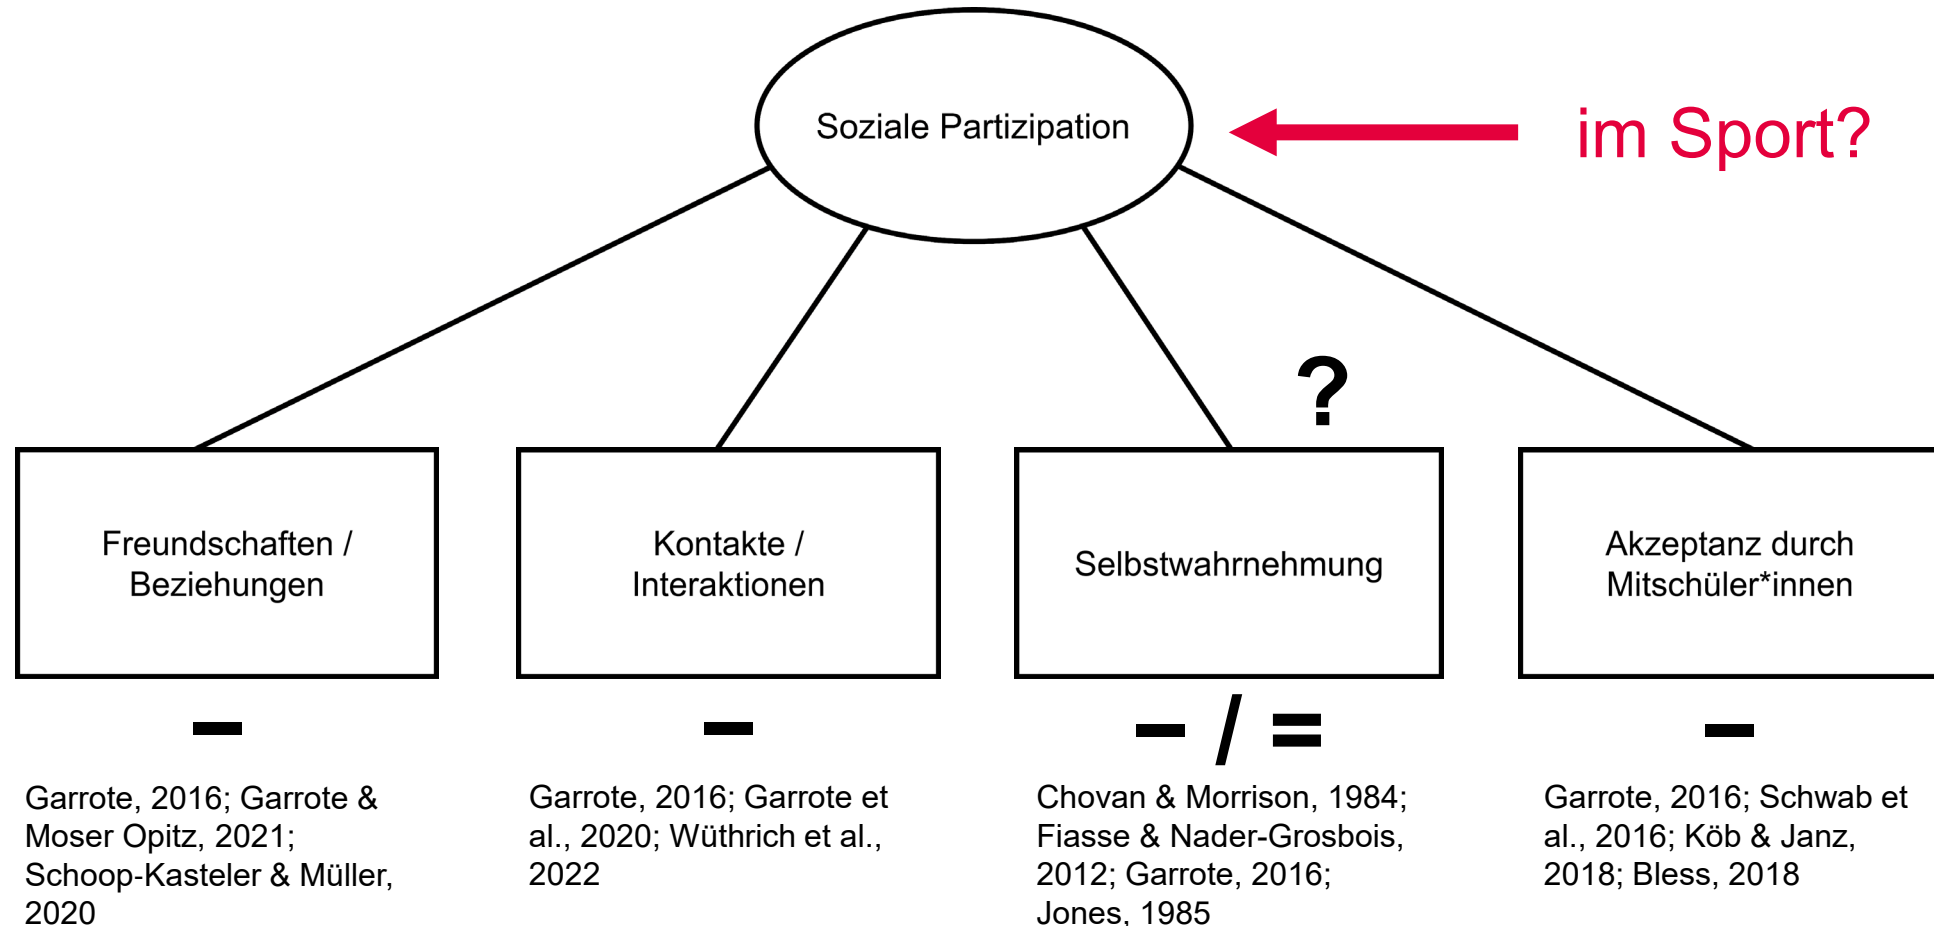 Soziale Partizipation
im Sport?
?
Freundschaften /
Beziehungen
Kontakte /
Interaktionen
Selbstwahrnehmung
Akzeptanz durch
Mitschüler*innen
–
–
– / =
–
Garrote, 2016; Garrote &
Moser Opitz, 2021;
Schoop-Kasteler & Müller,
2020
Garrote, 2016; Garrote et
al., 2020; Wüthrich et al.,
2022
Chovan & Morrison, 1984;
Fiasse & Nader-Grosbois,
2012; Garrote, 2016;
Jones, 1985
Garrote, 2016; Schwab et
al., 2016; Köb & Janz,
2018; Bless, 2018